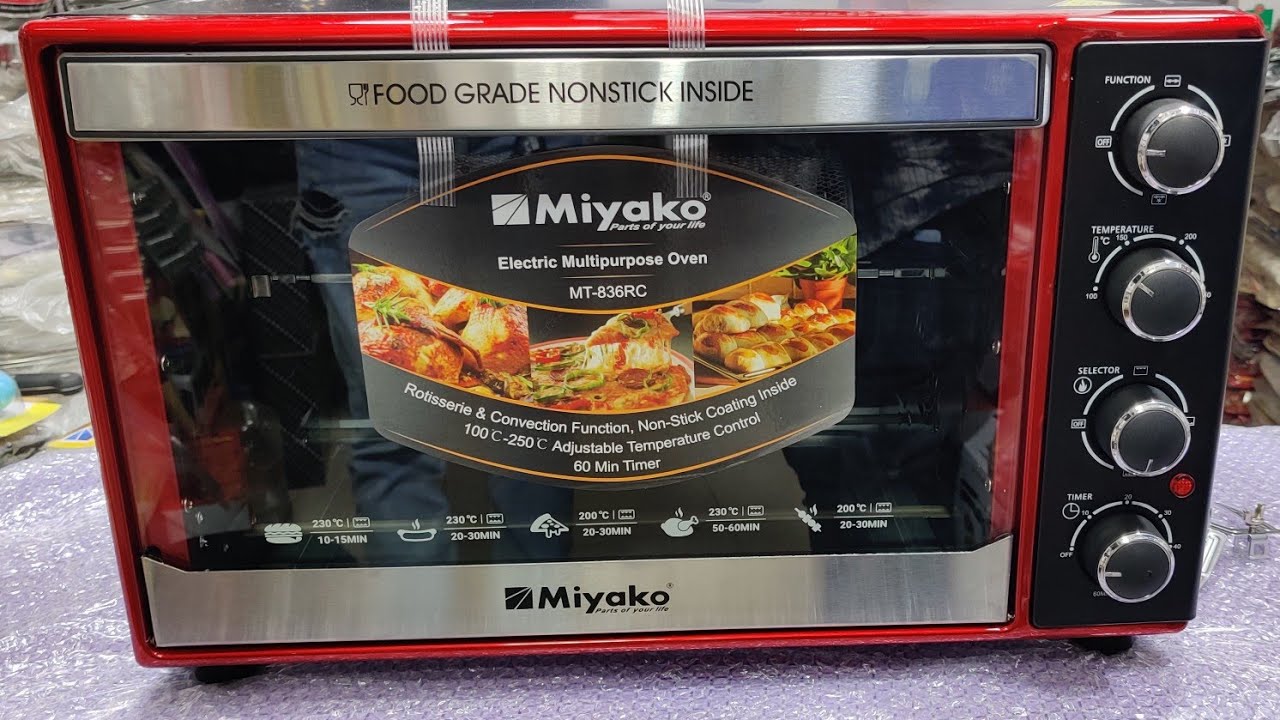 FOOD GRADE NONSTICK INSIDE
Miyako®
Parts of your life
Electric Multipurpose Oven
MT-836RC
Rotisserie & Convection Function, Non-Stick Coating Inside
100℃-250℃ Adjustable Temperature Control
60 Min Timer
230℃
10-15MIN
230℃
20-30MIN
200℃
20-30MIN
230℃
50-60MIN
200℃
20-30MIN
Miyako®
Parts of your life
FUNCTION
OFF
TEMPERATURE
℃
150
200
100
SELECTOR
OFF
TIMER
20
10
30
OFF
40